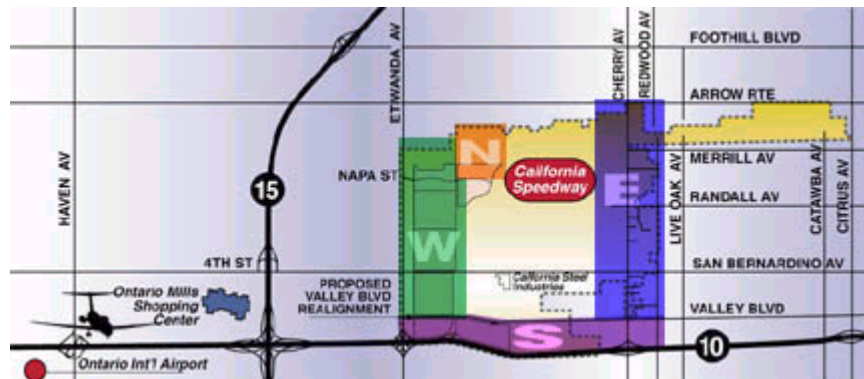 FOOTHILL BLVD
ETIWANDA AV
CHERRY AV
REDWOOD AV
ARROW RTE
N
MERRILL AV
NAPA ST
California
Speedway
15
E
RANDALL AV
HAVEN AV
LIVE OAK AV
CATAWBA AV
CITRUS AV
W
4TH ST
SAN BERNARDINO AV
California Steel
Industries
PROPOSED
VALLEY BLVD
REALIGNMENT
Ontario Mills
Shopping
Center
VALLEY BLVD
S
10
Ontario Int'l Airport